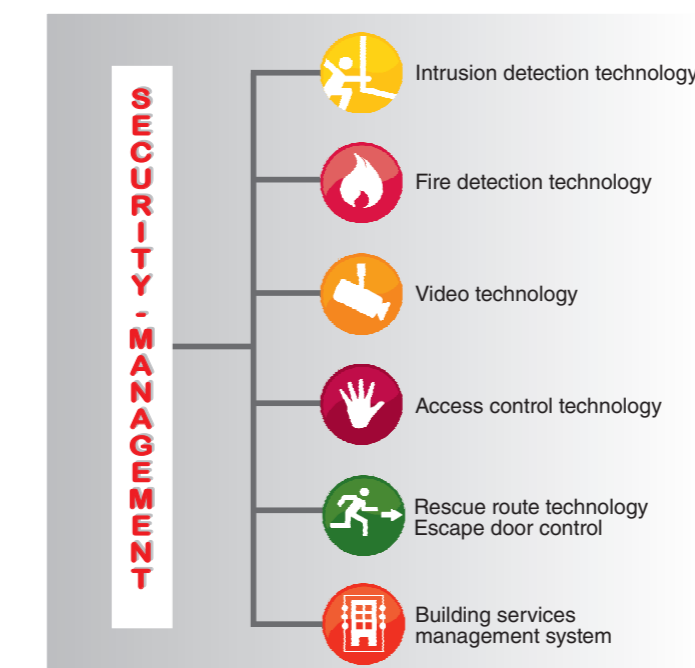 SECURITY-MANAGEMENT
Intrusion detection technology
Fire detection technology
Video technology
Access control technology
Rescue route technology
Escape door control
Building services
management system